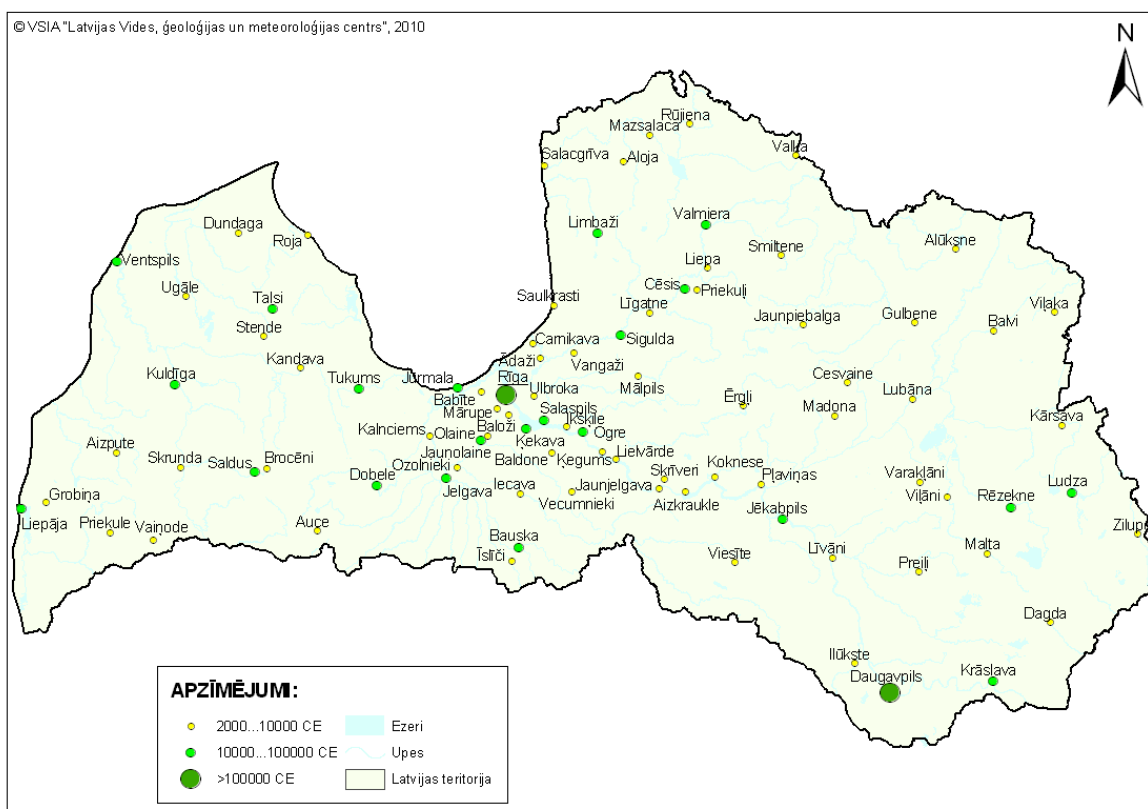 © VSIA "Latvijas Vides, ģeoloģijas un meteoroloģijas centrs", 2010
N
Rūjiena
Mazsalaca
Valka
Salacgrīva
Aloja
Dundaga
Roja
Limbaži
Valmiera
Alūksne
Smiltene
Ventspils
Liepa
Ugāle
Cēsis
Priekuļi
Talsi
Saulkrasti
Līgatne
Viļaka
Jaunpiebalga
Gulbene
Balvi
Stende
Carnikava
Sigulda
Ādaži
Vangaži
Kandava
Kuldīga
Tukums
Jūrmala
Rīga
Mālpils
Cesvaine
Babīte
Ulbroka
Ērgļi
Lubāna
Mārupe
Salaspils
Madona
Kārsava
Kalnciems
Olaine
Baloži
Ikšķile
Ogre
Aizpute
Jaunolaine
Ķekava
Skrunda
Saldus
Brocēni
Ozolnieki
Baldone
Ķegums
Lielvārde
Dobele
Jelgava
Iecava
Jaunjelgava
Skrīveri
Koknese
Pļaviņas
Varakļāni
Viļāni
Ludza
Grobiņa
Vecumnieki
Aizkraukle
Rēzekne
Liepāja
Jēkabpils
Priekule
Vaiņode
Auce
Bauska
Zilupe
Īslīči
Viesīte
Līvāni
Preiļi
Malta
Dagda
Ilūkste
Daugavpils
Krāslava
APZĪMĒJUMI:
2000...10000 CE
Ezeri
10000...100000 CE
Upes
>100000 CE
Latvijas teritorija